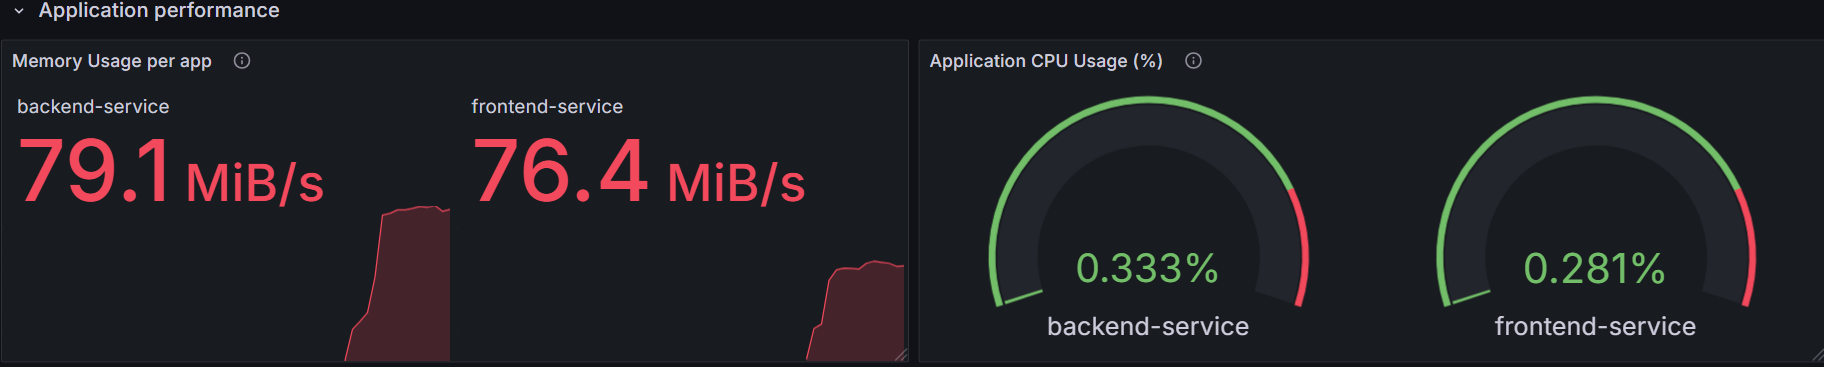 Application performance
Memory Usage per app
backend-service
79.1 MiB/s
frontend-service
76.4 MiB/s
Application CPU Usage (%)
0.333%
backend-service
0.281%
frontend-service